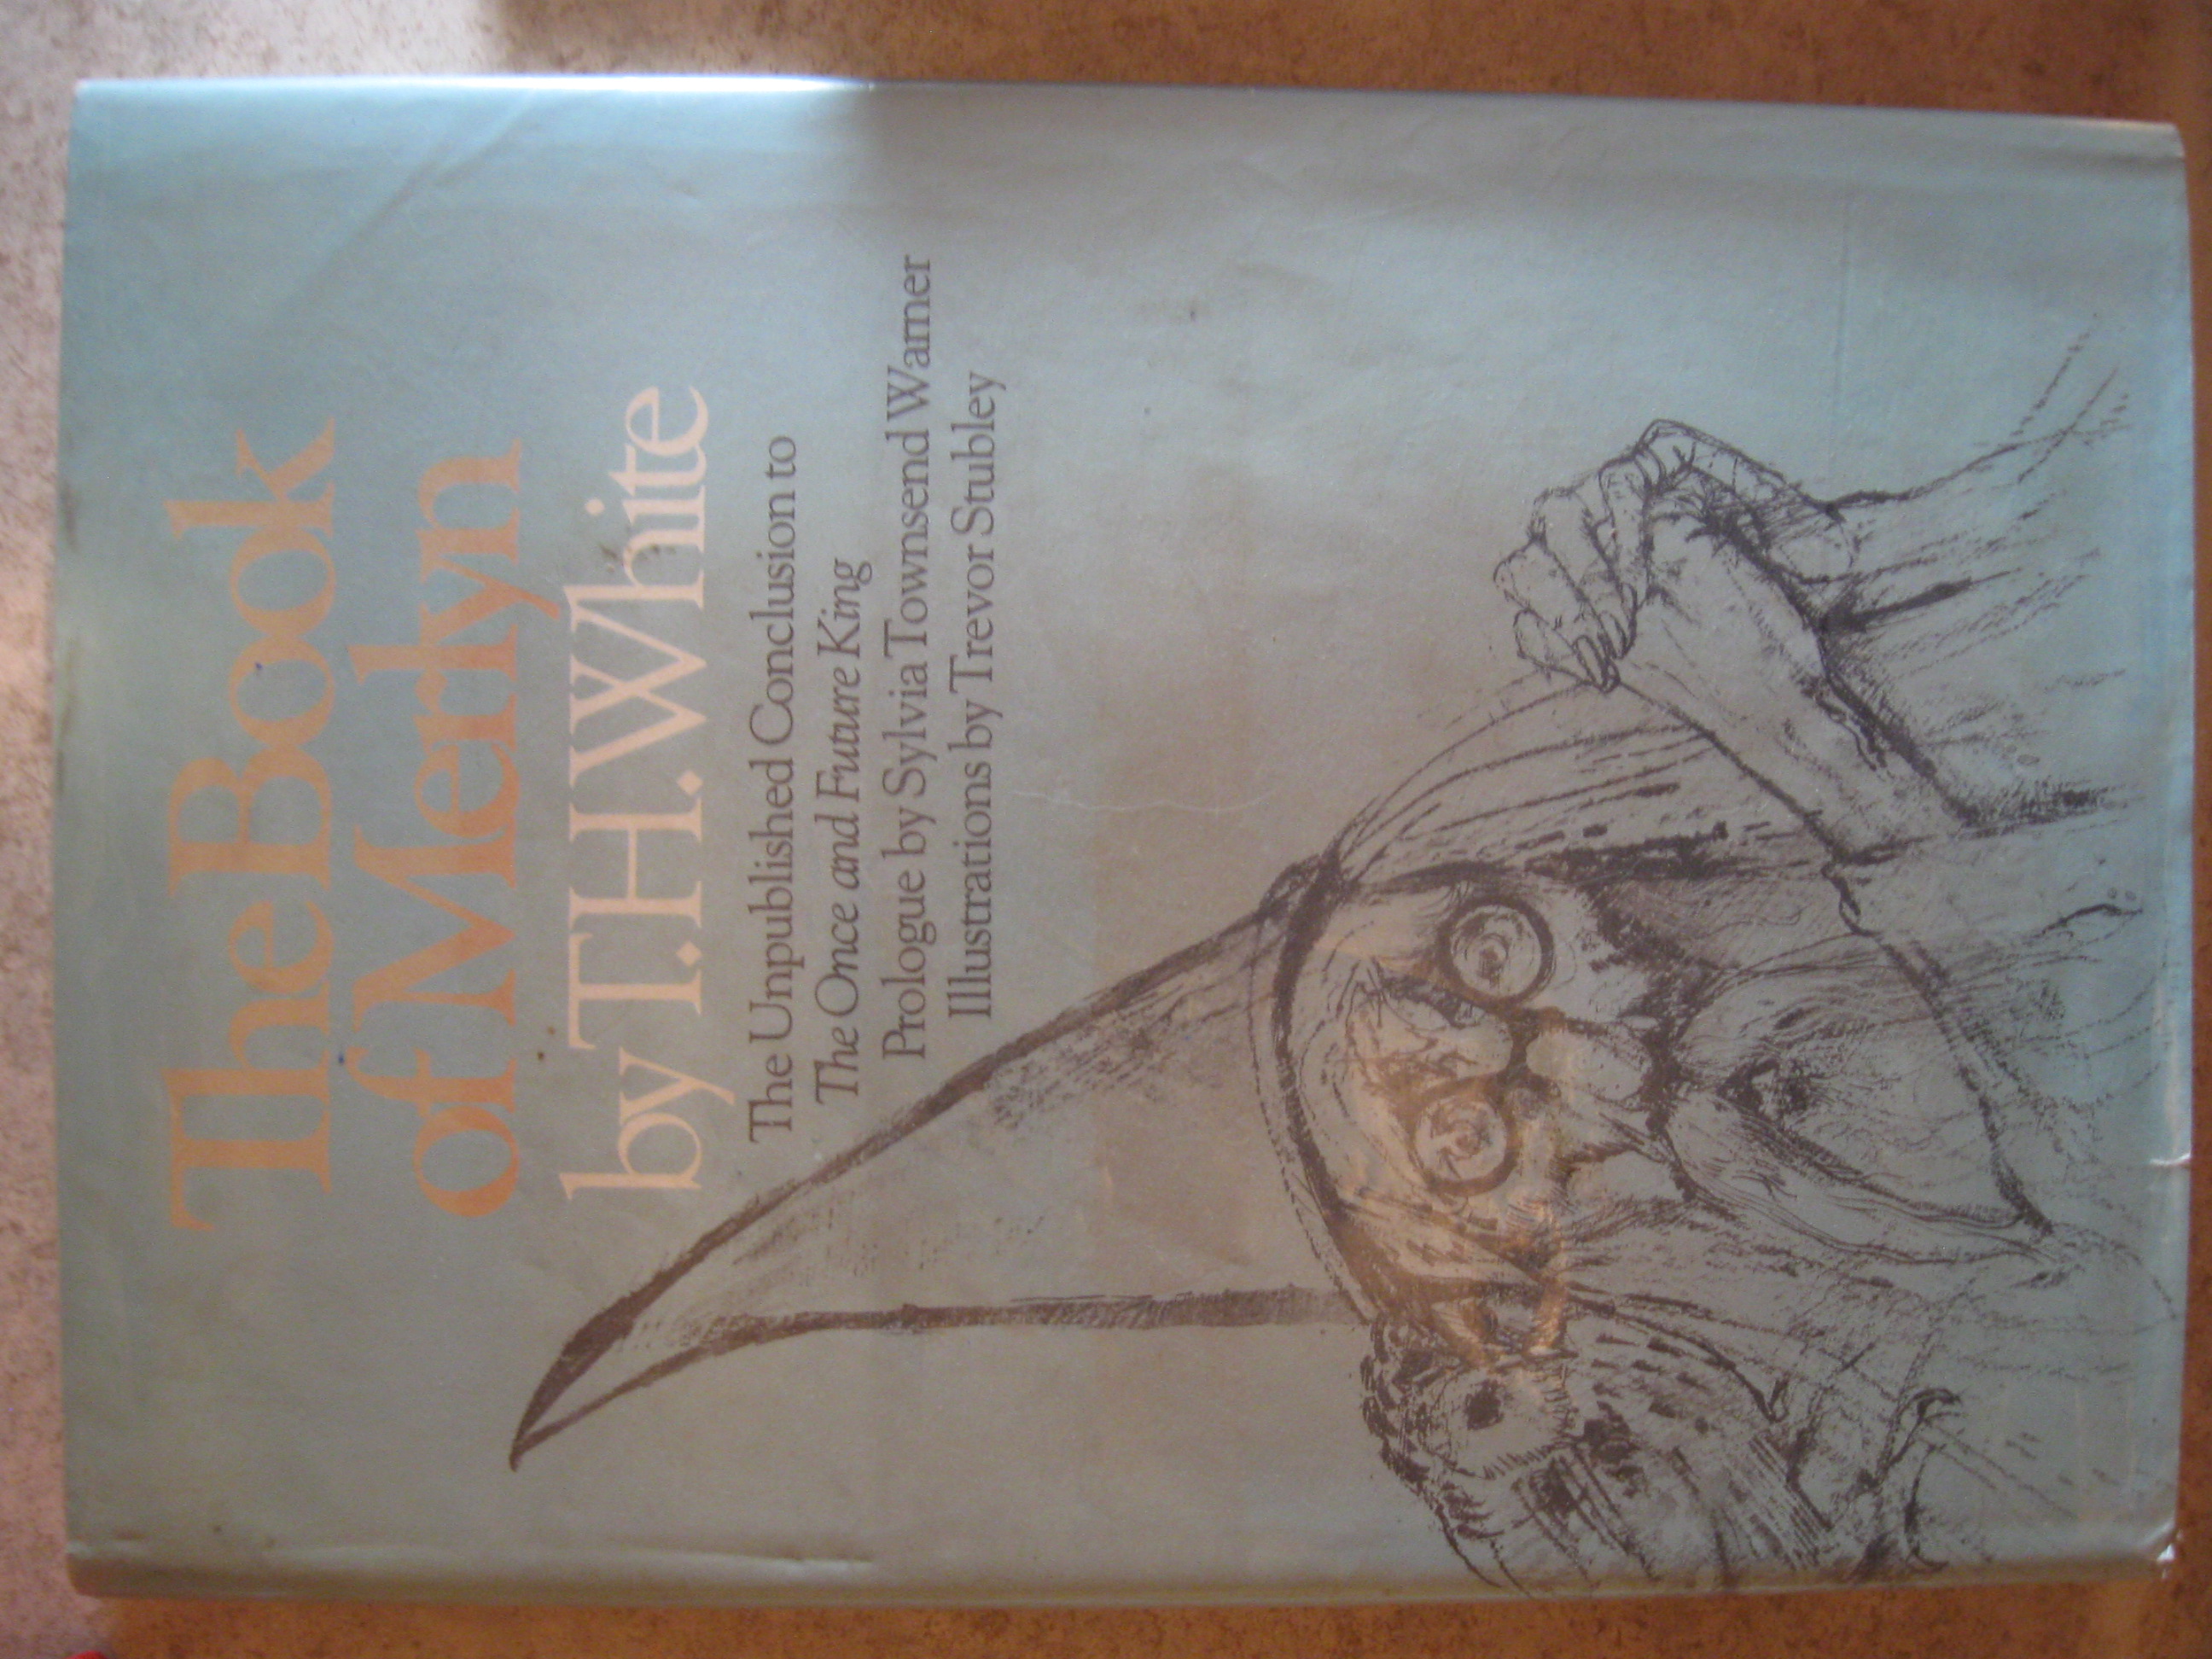 The Book
of Merlyn
by T.H.White
The Unpublished Conclusion to
The Once and Future King
Prologue by Sylvia Townsend Warner
Illustrations by Trevor Stubley